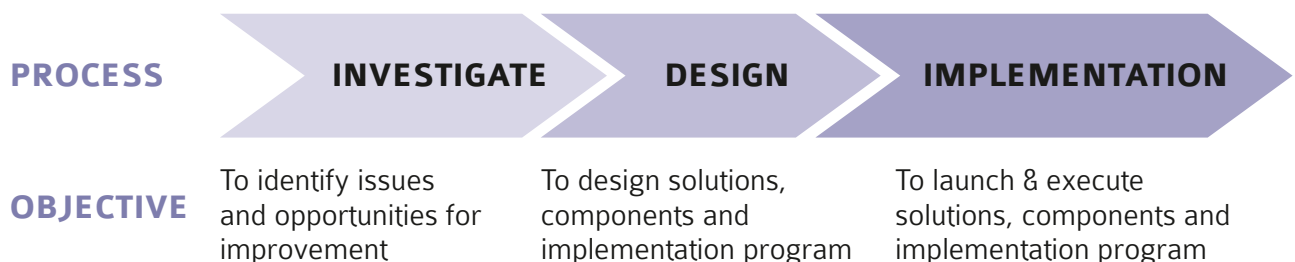 PROCESS
INVESTIGATE
DESIGN
IMPLEMENTATION
OBJECTIVE
To identify issues
and opportunities for
improvement
To design solutions,
components and
implementation program
To launch & execute
solutions, components and
implementation program